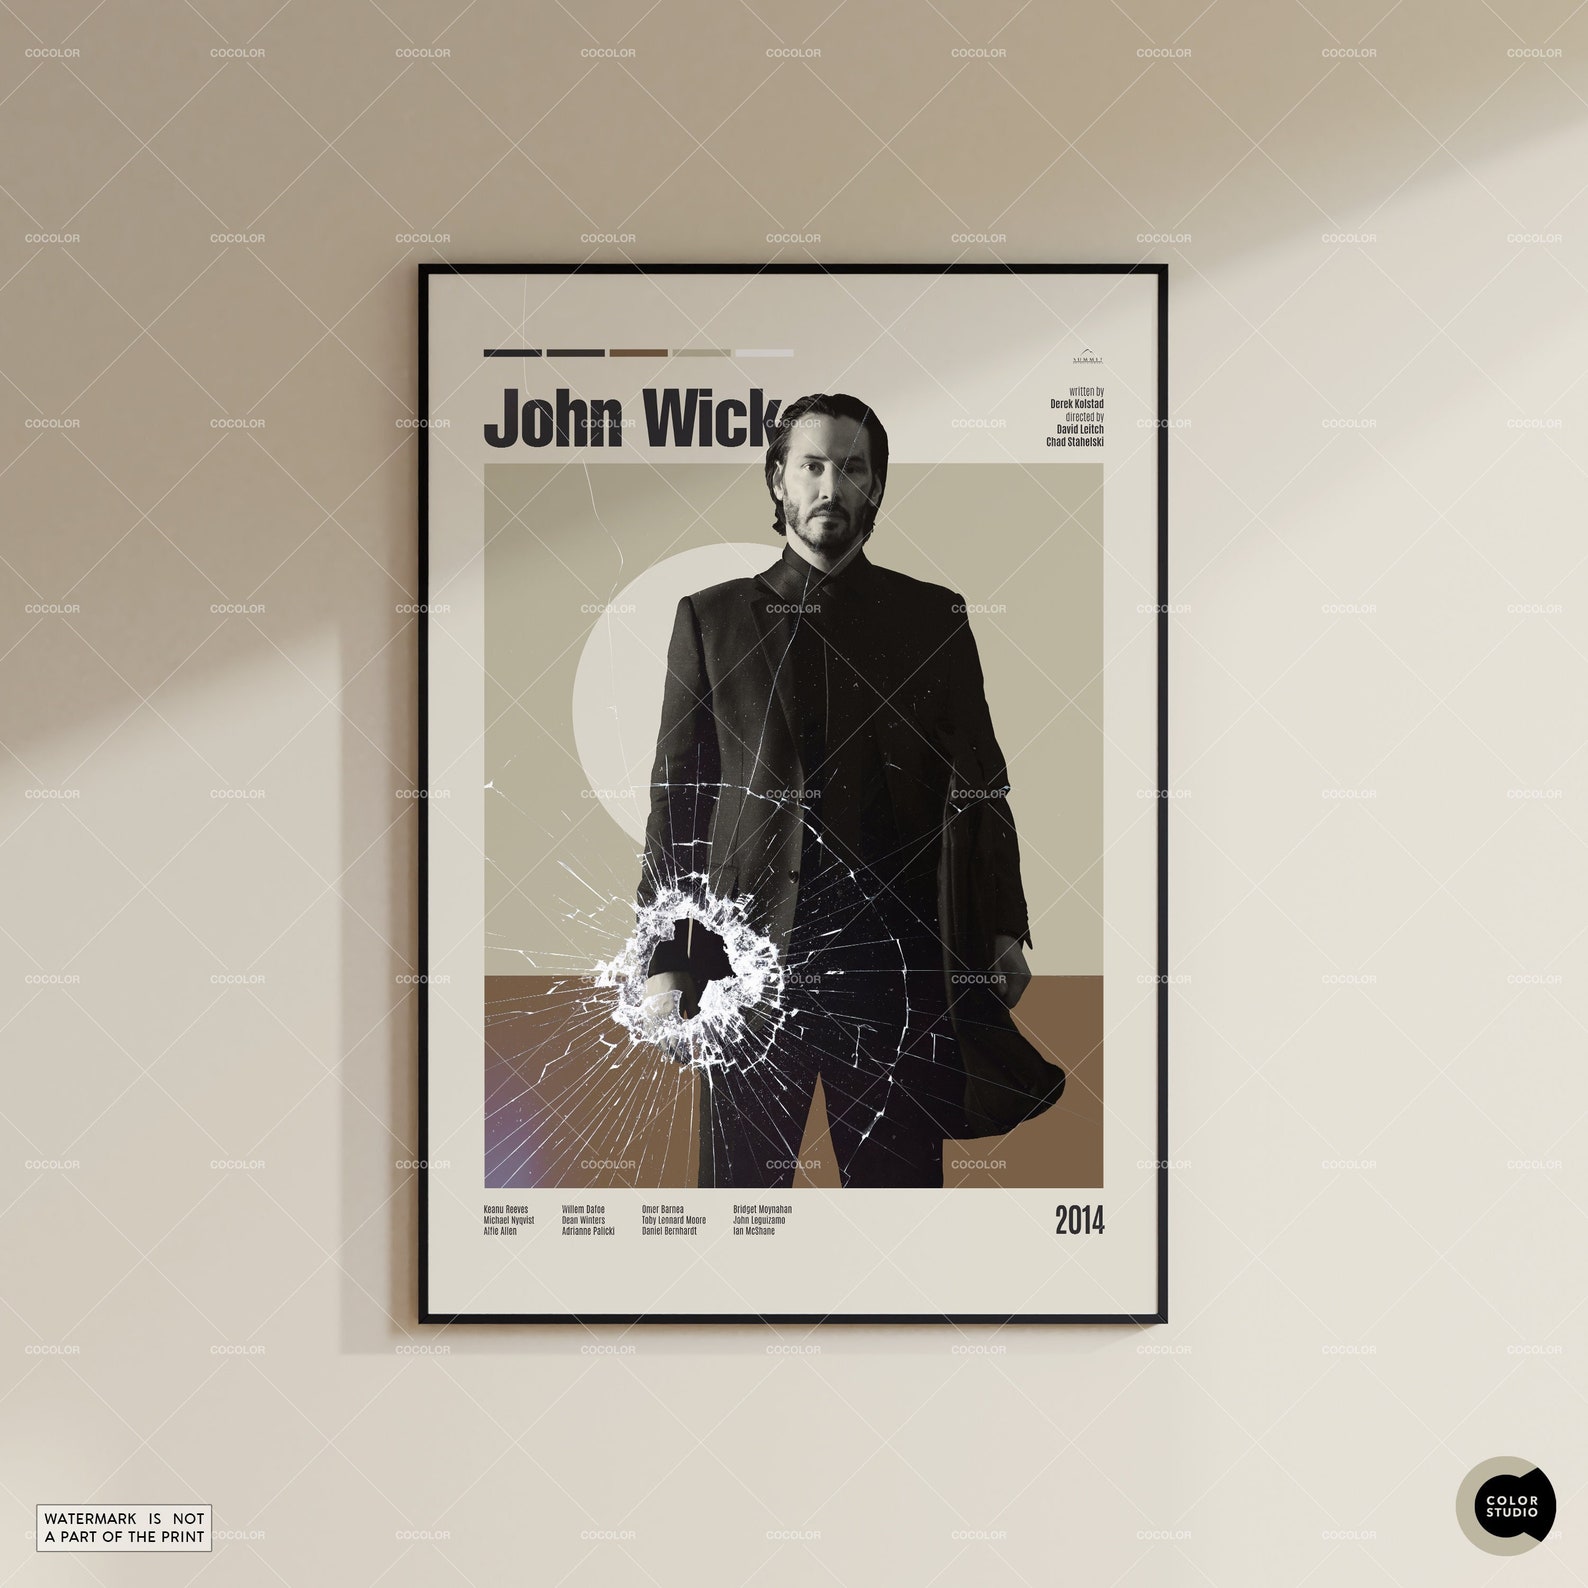 SUMMIT
John Wick
written by
Derek Kolstad
directed by
David Leitch
Chad Stahelski
Keanu Reeves
Michael Nyqvist
Alfie Allen
Willem Dafoe
Dean Winters
Adrianne Palicki
Omer Barnea
Toby Leonnard Moore
Daniel Bernhardt
Bridget Moynahan
John Leguizamo
Ian McShane
2014
WATERMARK IS NOT
A PART OF THE PRINT
COLOR
STUDIO
COCOLOR